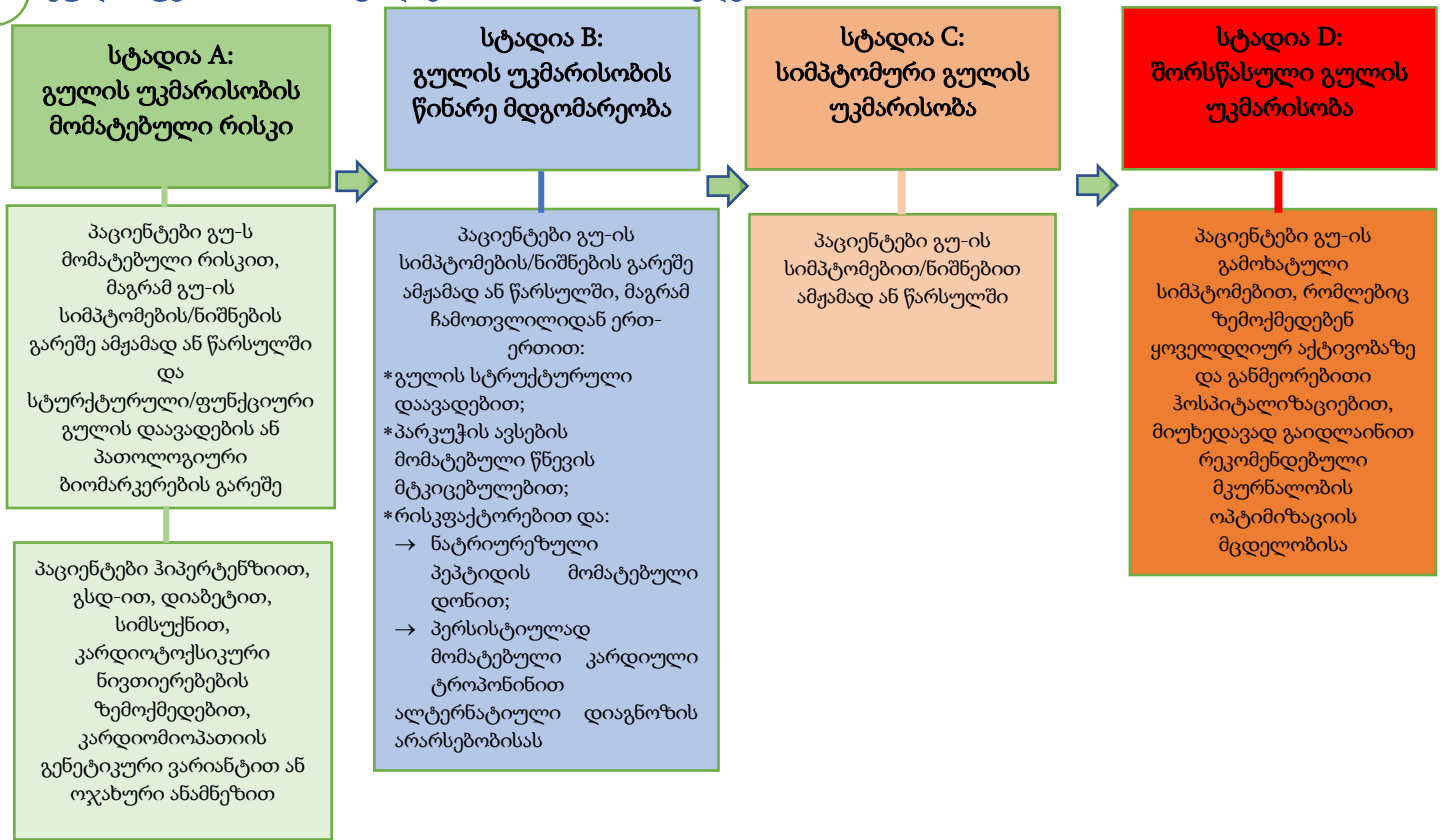 სტადია A:
გულის უკმარისობის
მომატებული რისკი
პაციენტები გუ-ს
მომატებული რისკით,
მაგრამ გუ-ის
სიმპტომების/ნიშნების
გარეშე ამჟამად ან წარსულში
და
სტურქტურული/ფუნქციური
გულის დაავადების ან
პათოლოგიური
ბიომარკერების გარეშე
პაციენტები ჰიპერტენზიით,
გსდ-ით, დიაბეტით,
სიმსუქნით,
კარდიოტოქსიკური
ნივთიერებების
ზემოქმედებით,
კარდიომიოპათიის
გენეტიკური ვარიანტით ან
ოჯახური ანამნეზით
სტადია B:
გულის უკმარისობის
წინარე მდგომარეობა
პაციენტები გუ-ის
სიმპტომების/ნიშნების გარეშე
ამჟამად ან წარსულში, მაგრამ
ჩამოთვლილიდან ერთ-
ერთით:
*გულის სტრუქტურული
დაავადებით;
*პარკუჭის ავსების
მომატებული წნევის
მტკიცებულებით;
*რისკფაქტორებით და:
→ ნატრიურეზული
პეპტიდის მომატებული
დონით;
→ პერსისტიულად
მომატებული კარდიული
ტროპონინით
ალტერნატიული დიაგნოზის
არარსებობისას
სტადია C:
სიმპტომური გულის
უკმარისობა
პაციენტები გუ-ის
სიმპტომებით/ნიშნებით
ამჟამად ან წარსულში
სტადია D:
შორსწასული გულის
უკმარისობა
პაციენტები გუ-ის
გამოხატული
სიმპტომებით, რომლებიც
ზემოქმედებენ
ყოველდღიურ აქტივობაზე
და განმეორებითი
ჰოსპიტალიზაციებით,
მიუხედავად გაიდლაინით
რეკომენდებული
მკურნალობის
ოპტიმიზაციის
მცდელობისა